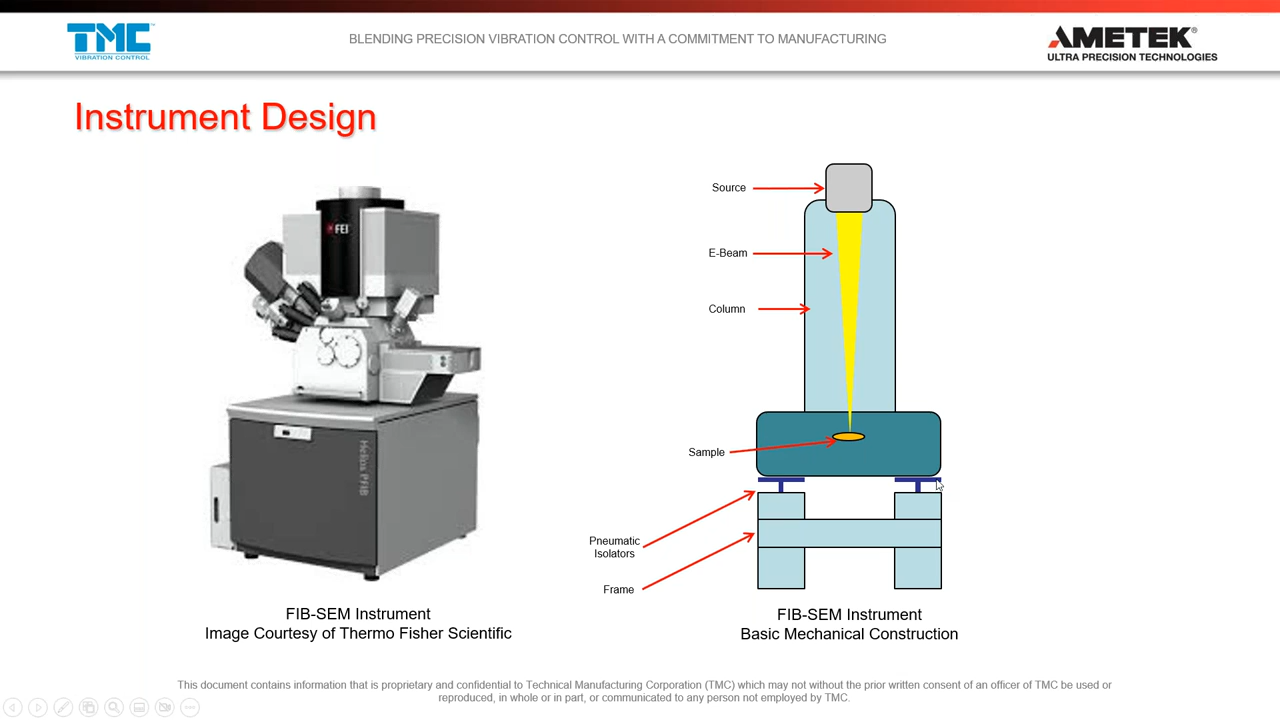 TMC
VIBRATION CONTROL
BLENDING PRECISION VIBRATION CONTROL WITH A COMMITMENT TO MANUFACTURING
AMETEK®
ULTRA PRECISION TECHNOLOGIES
Instrument Design
FEI
Helios PFIB
Source
E-Beam
Column
Sample
Pneumatic
Isolators
Frame
FIB-SEM Instrument
Image Courtesy of Thermo Fisher Scientific
FIB-SEM Instrument
Basic Mechanical Construction
This document contains information that is proprietary and confidential to Technical Manufacturing Corporation (TMC) which may not without the prior written consent of an officer of TMC be used or
reproduced, in whole or in part, or communicated to any person not employed by TMC.